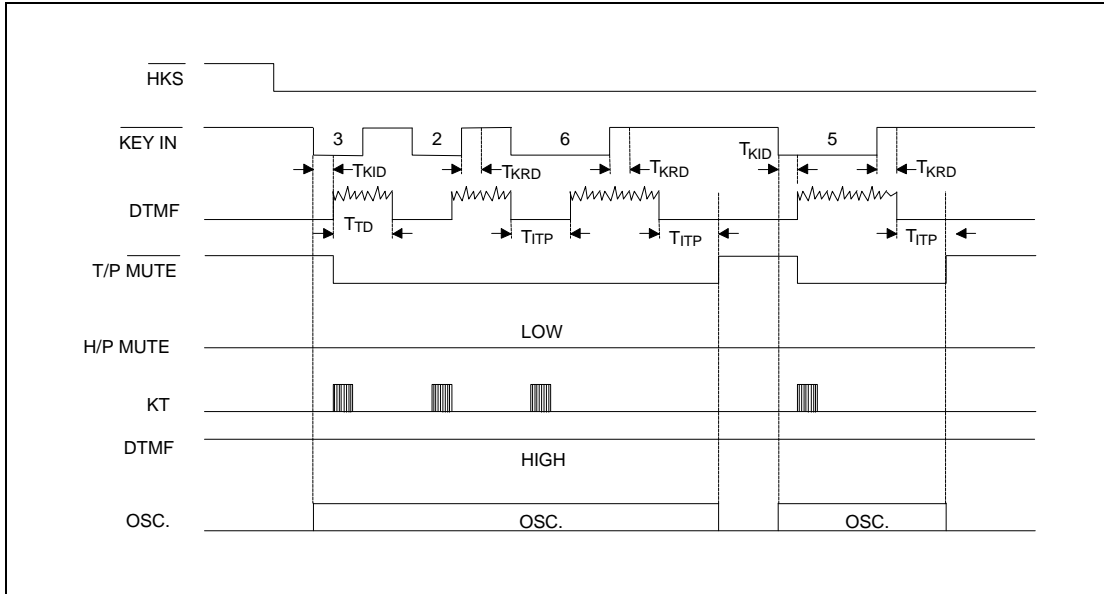 HKS
KEY IN
3
2
6
5
TKID
TKRD
TKRD
TKID
TKRD
DTMF
TTD
TITP
TITP
TITP
T/P MUTE
H/P MUTE
LOW
KT
DTMF
HIGH
OSC.
OSC.
OSC.